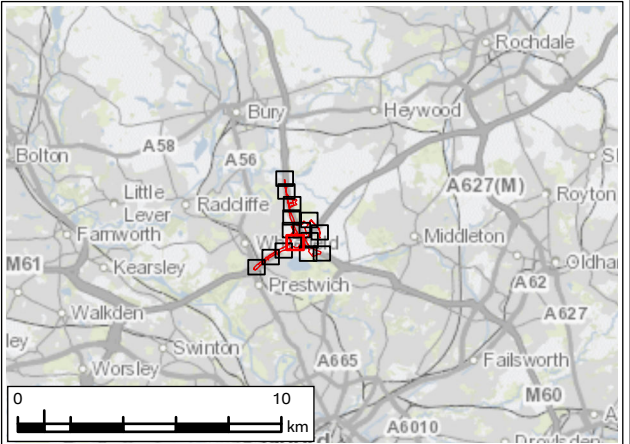 Rochdale
Bury
Heywood
A58
Bolton
A56
A627(M)
Little
Lever
Radcliffe
Royton
Farnworth
Middleton
M61
Kearsley
A62
Prestwich
Walkden
A627
Swinton
A665
Failsworth
Worsley
M60
0
10
km
A6010
Droylsden